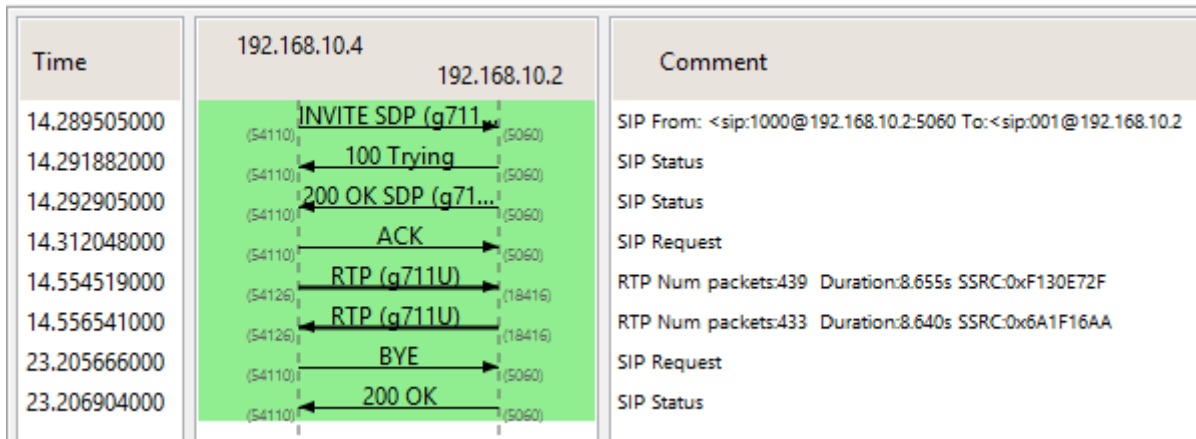 Time 192.168.10.4 192.168.10.2 Comment
14.289505000 (54110) INVITE SDP (g711... (5060) SIP From: <sip:1000@192.168.10.2:5060 To:<sip:001@192.168.10.2
14.291882000 (54110) 100 Trying (5060) SIP Status
14.292905000 (54110) 200 OK SDP (g71... (5060) SIP Status
14.312048000 (54110) ACK (5060) SIP Request
14.554519000 (54126) RTP (g711U) (18416) RTP Num packets:439 Duration:8.655s SSRC:0xF130E72F
14.556541000 (54126) RTP (g711U) (18416) RTP Num packets:433 Duration:8.640s SSRC:0x6A1F16AA
23.205666000 (54110) BYE (5060) SIP Request
23.206904000 (54110) 200 OK (5060) SIP Status